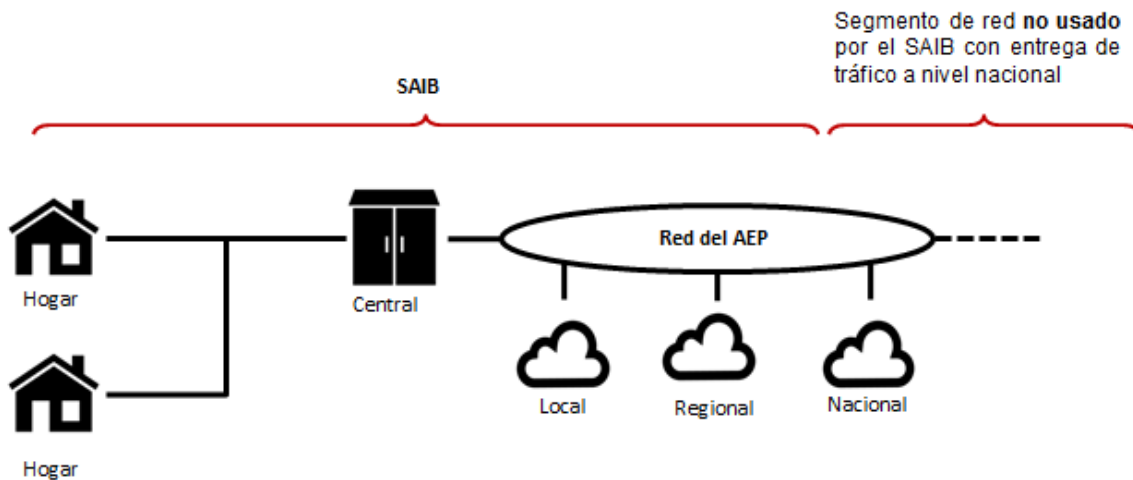 Segmento de red no usado
por el SAIB con entrega de
tráfico a nivel nacional
SAIB
Red del AEP
Hogar
Central
Local
Regional
Nacional
Hogar